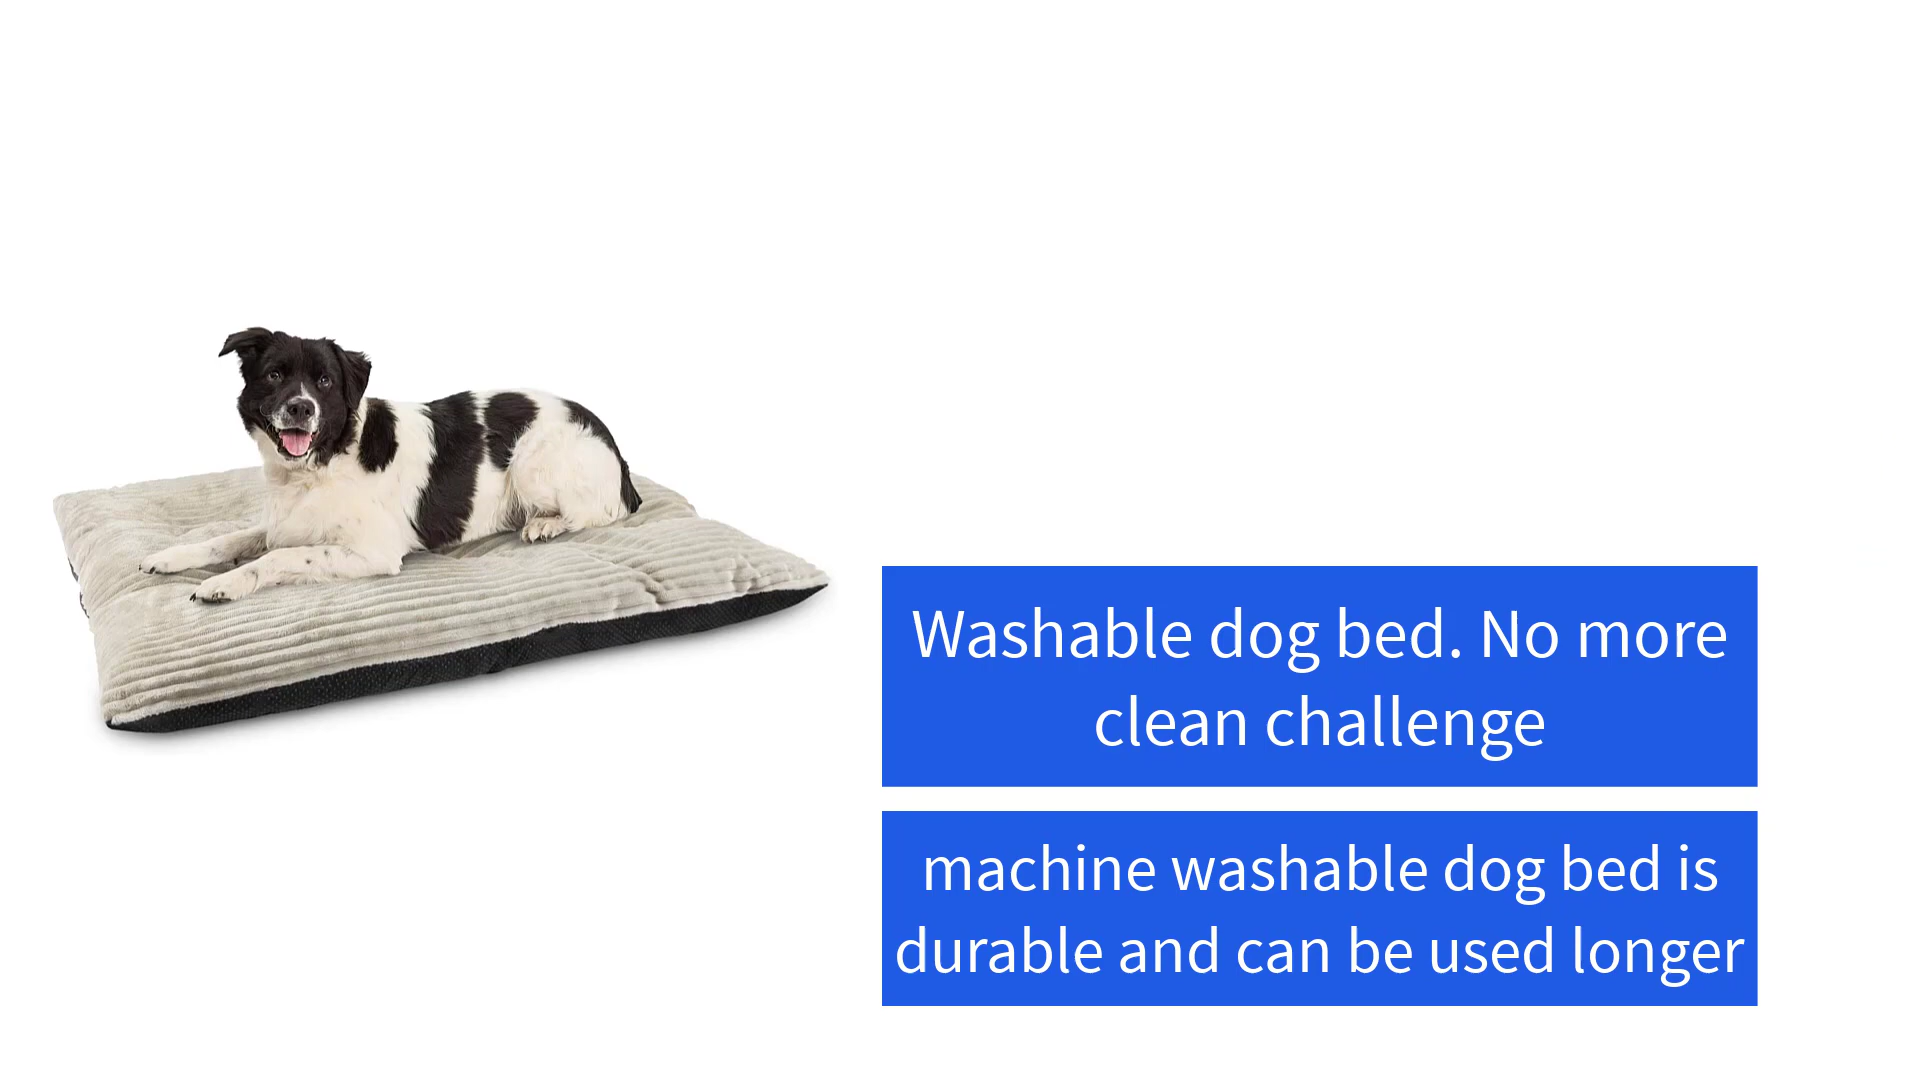 Washable dog bed. No more
clean challenge
machine washable dog bed is
durable and can be used longer